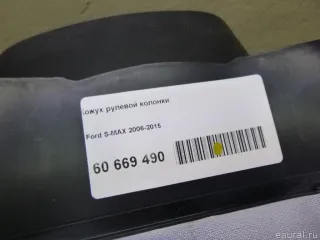 кожух рулевой колонки
Ford S-MAX 2006-2015
60 669 490
© eaural.ru